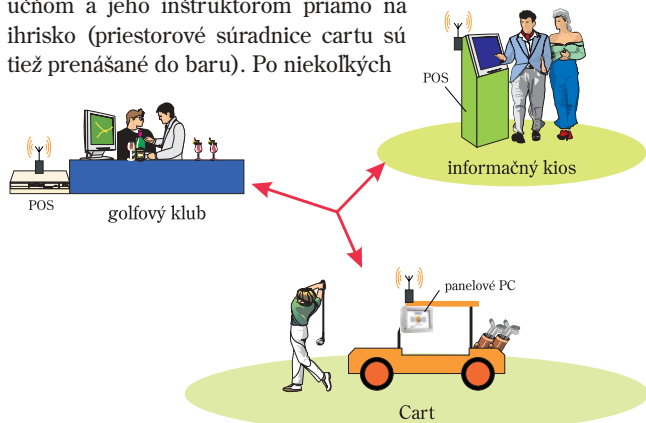 učňom a jeho inštruktorom priamo na
ihrisko (priestorové súradnice cartu sú
tiež prenášané do baru). Po niekoľkých
POS
informačný kios
POS
golfový klub
panelové PC
Cart